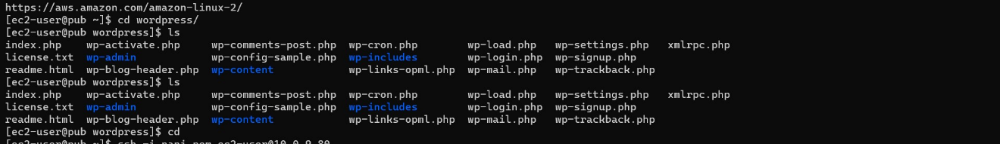 https://aws.amazon.com/amazon-linux-2/
[ec2-user@pub ~]$ cd wordpress/
[ec2-user@pub wordpress]$ ls
index.php    wp-activate.php     wp-comments-post.php  wp-cron.php        wp-load.php   wp-settings.php   xmlrpc.php
license.txt  wp-admin            wp-config-sample.php  wp-includes        wp-login.php  wp-signup.php
readme.html  wp-blog-header.php  wp-content            wp-links-opml.php  wp-mail.php   wp-trackback.php
[ec2-user@pub wordpress]$ ls
index.php    wp-activate.php     wp-comments-post.php  wp-cron.php        wp-load.php   wp-settings.php   xmlrpc.php
license.txt  wp-admin            wp-config-sample.php  wp-includes        wp-login.php  wp-signup.php
readme.html  wp-blog-header.php  wp-content            wp-links-opml.php  wp-mail.php   wp-trackback.php
[ec2-user@pub wordpress]$ cd
[ec2-user@pub ~]$ ssh -i nani.pem ec2-user@10.0.9.80